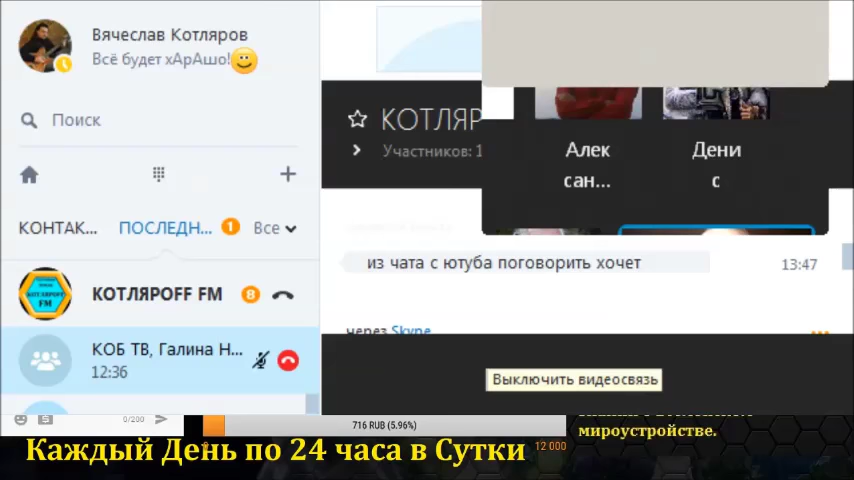 Вячеслав Котляров
Всё будет хАрАшо!
Поиск
КОНТАК...
ПОСЛЕДН...
1
Все
КОТЛЯРOFF FM
8
КОБ ТВ, Галина Н...
12:36
КОТЛЯР
Участников: 1
Алек
сан...
Дени
с
из чата с ютуба поговорить хочет
13:47
через Skype
Выключить видеосвязь
0/200
716 RUB (5.96%)
0
12 000
мироустройстве.
Каждый День по 24 часа в Сутки